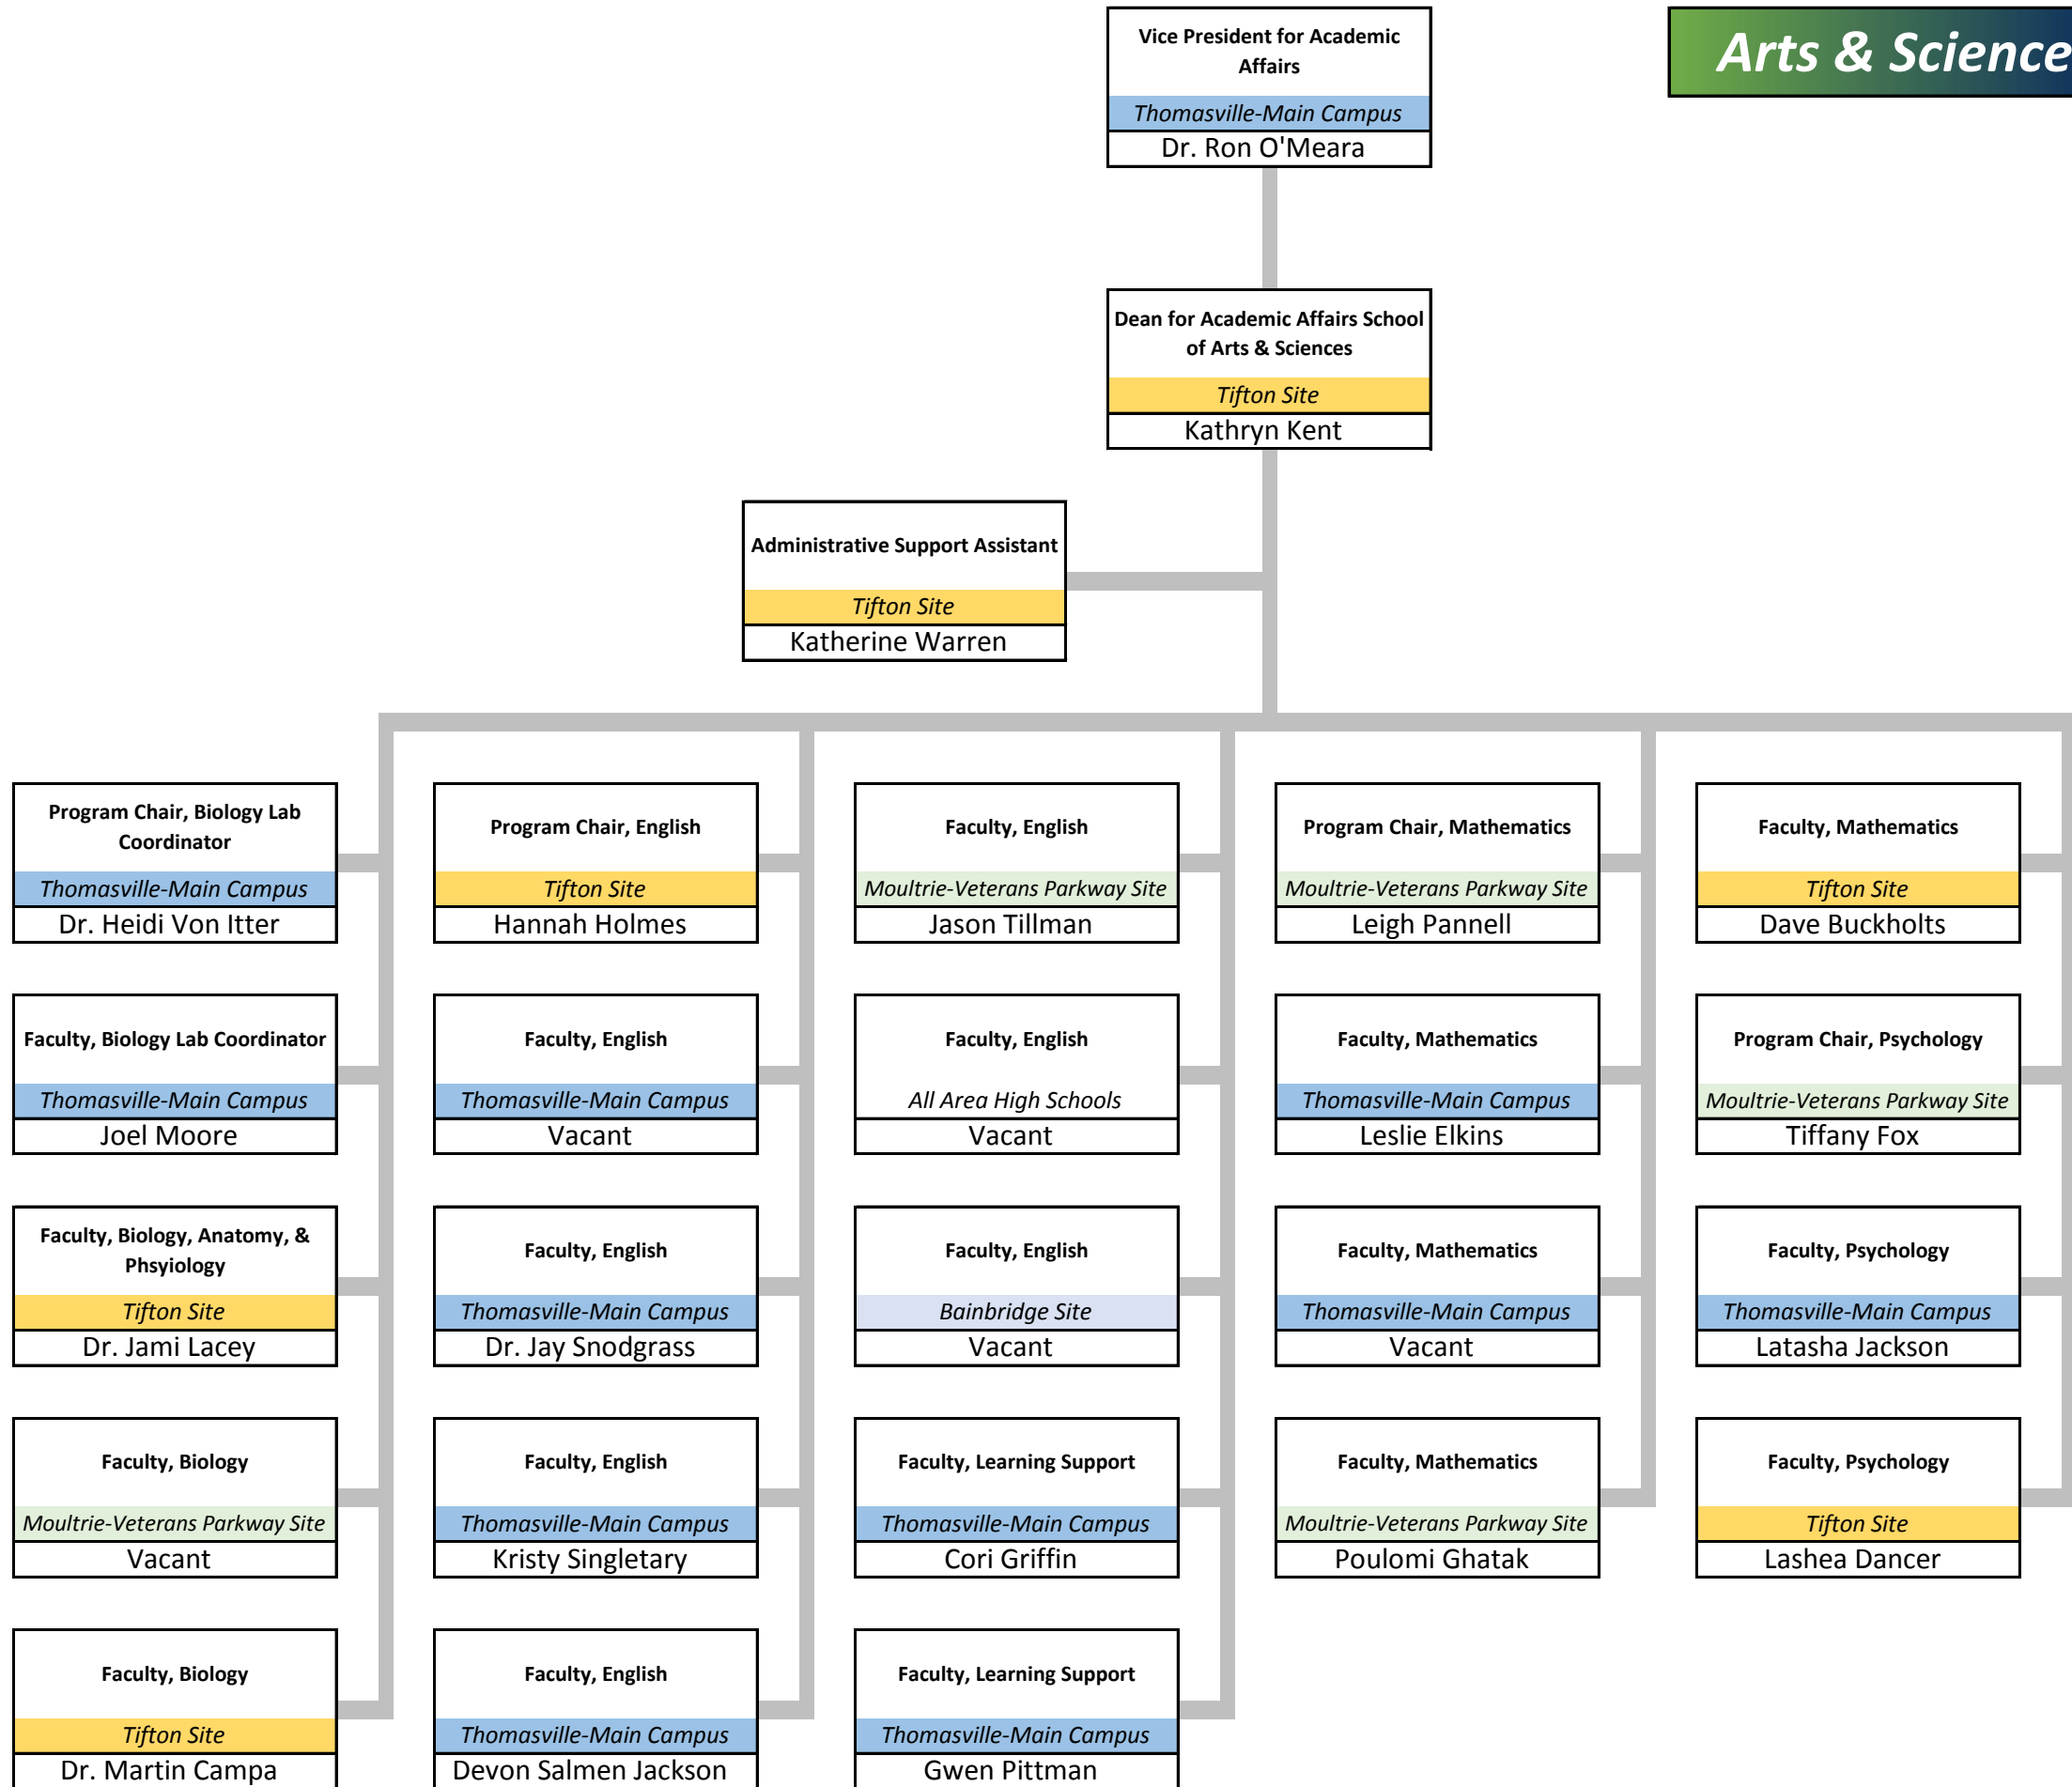 Vice President for Academic
Affairs
Thomasville-Main Campus
Dr. Ron O'Meara
Arts & Science
Dean for Academic Affairs School
of Arts & Sciences
Tifton Site
Kathryn Kent
Administrative Support Assistant
Tifton Site
Katherine Warren
Program Chair, Biology Lab
Coordinator
Thomasville-Main Campus
Dr. Heidi Von Itter
Program Chair, English
Tifton Site
Hannah Holmes
Faculty, English
Moultrie-Veterans Parkway Site
Jason Tillman
Program Chair, Mathematics
Moultrie-Veterans Parkway Site
Leigh Pannell
Faculty, Mathematics
Tifton Site
Dave Buckholts
Faculty, Biology Lab Coordinator
Thomasville-Main Campus
Joel Moore
Faculty, English
Thomasville-Main Campus
Vacant
Faculty, English
All Area High Schools
Vacant
Faculty, Mathematics
Thomasville-Main Campus
Leslie Elkins
Program Chair, Psychology
Moultrie-Veterans Parkway Site
Tiffany Fox
Faculty, Biology, Anatomy, &
Phsyiology
Tifton Site
Dr. Jami Lacey
Faculty, English
Thomasville-Main Campus
Dr. Jay Snodgrass
Faculty, English
Bainbridge Site
Vacant
Faculty, Mathematics
Thomasville-Main Campus
Vacant
Faculty, Psychology
Thomasville-Main Campus
Latasha Jackson
Faculty, Biology
Moultrie-Veterans Parkway Site
Vacant
Faculty, English
Thomasville-Main Campus
Kristy Singletary
Faculty, Learning Support
Thomasville-Main Campus
Cori Griffin
Faculty, Mathematics
Moultrie-Veterans Parkway Site
Poulomi Ghatak
Faculty, Psychology
Tifton Site
Lashea Dancer
Faculty, Biology
Tifton Site
Dr. Martin Campa
Faculty, English
Thomasville-Main Campus
Devon Salmen Jackson
Faculty, Learning Support
Thomasville-Main Campus
Gwen Pittman